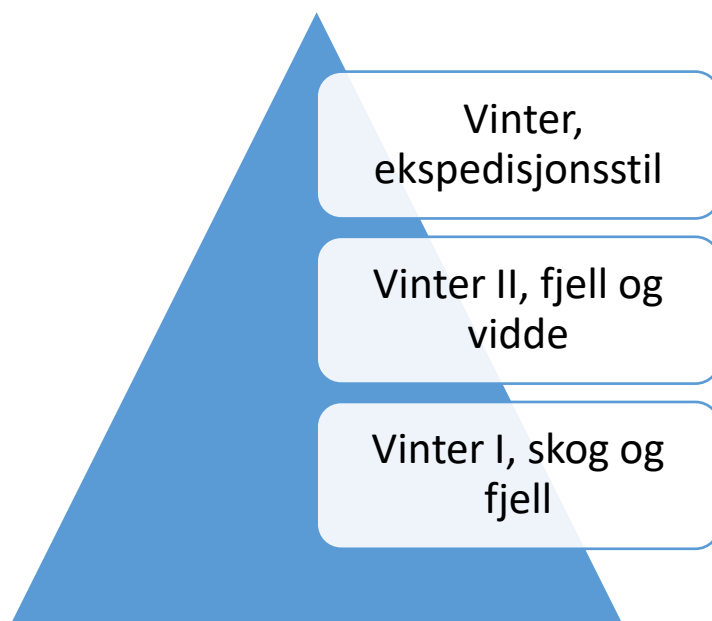 Vinter,
ekspedisjonsstil
Vinter II, fjell og
vidde
Vinter I, skog og
fjell